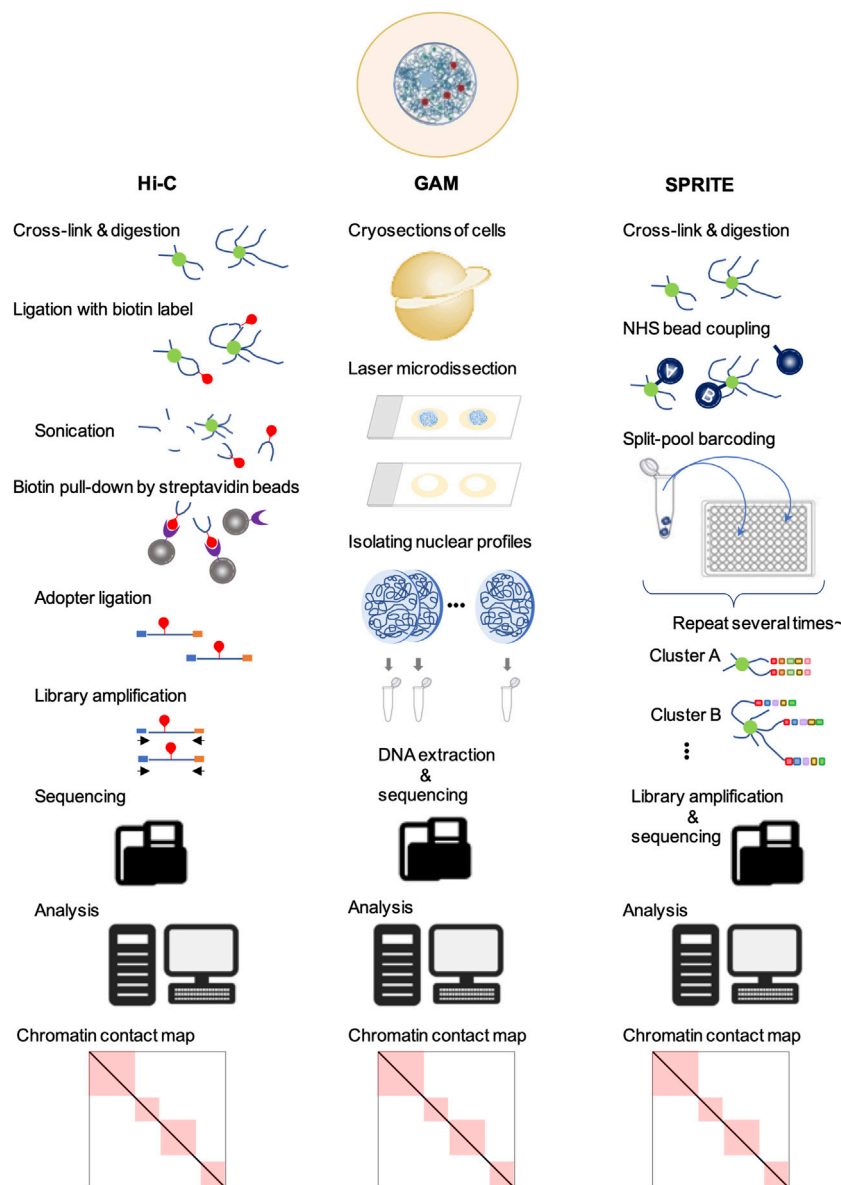 Hi-C
Cross-link & digestion
Ligation with biotin label
Sonication
Biotin pull-down by streptavidin beads
Adopter ligation
Library amplification
Sequencing
Analysis
Chromatin contact map
GAM
Cryosections of cells
Laser microdissection
Isolating nuclear profiles
DNA extraction
&
sequencing
Analysis
Chromatin contact map
SPRITE
Cross-link & digestion
NHS bead coupling
A
B
Split-pool barcoding
Repeat several times~
Cluster A
Cluster B
Library amplification
&
sequencing
Analysis
Chromatin contact map